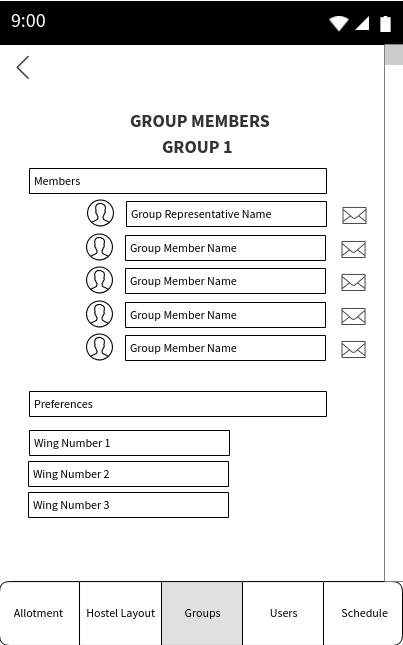 9:00
GROUP MEMBERS
GROUP 1
Members
Group Representative Name
Group Member Name
Group Member Name
Group Member Name
Group Member Name
Preferences
Wing Number 1
Wing Number 2
Wing Number 3
Allotment Hostel Layout Groups Users Schedule